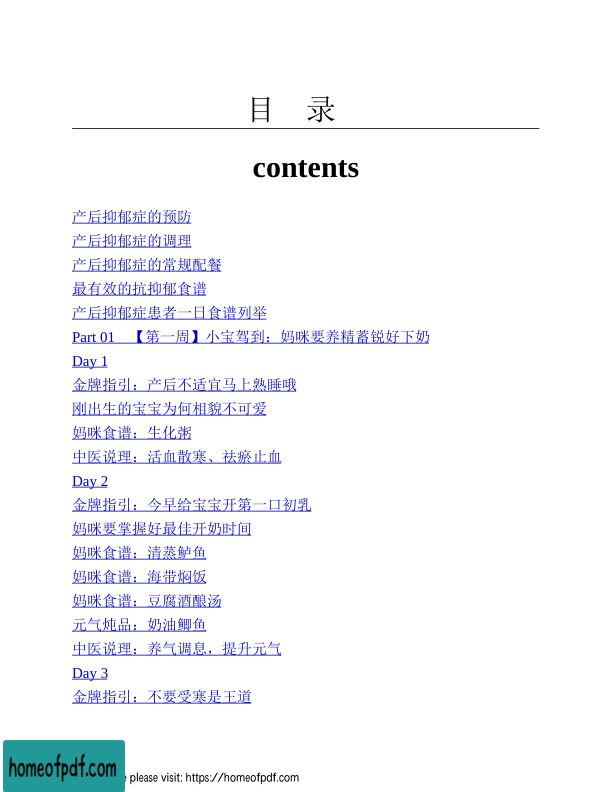 目　录
contents
产后抑郁症的预防
产后抑郁症的调理
产后抑郁症的常规配餐
最有效的抗抑郁食谱
产后抑郁症患者一日食谱列举
Part 01　【第一周】小宝驾到：妈咪要养精蓄锐好下奶
Day 1
金牌指引：产后不适宜马上熟睡哦
刚出生的宝宝为何相貌不可爱
妈咪食谱：生化粥
中医说理：活血散寒、祛瘀止血
Day 2
金牌指引：今早给宝宝开第一口初乳
妈咪要掌握好最佳开奶时间
妈咪食谱：清蒸鲈鱼
妈咪食谱：海带焖饭
妈咪食谱：豆腐酒酿汤
元气炖品：奶油鲫鱼
中医说理：养气调息，提升元气
Day 3
金牌指引：不要受寒是王道
homeofpdf.com
e please visit: https://homeofpdf.com